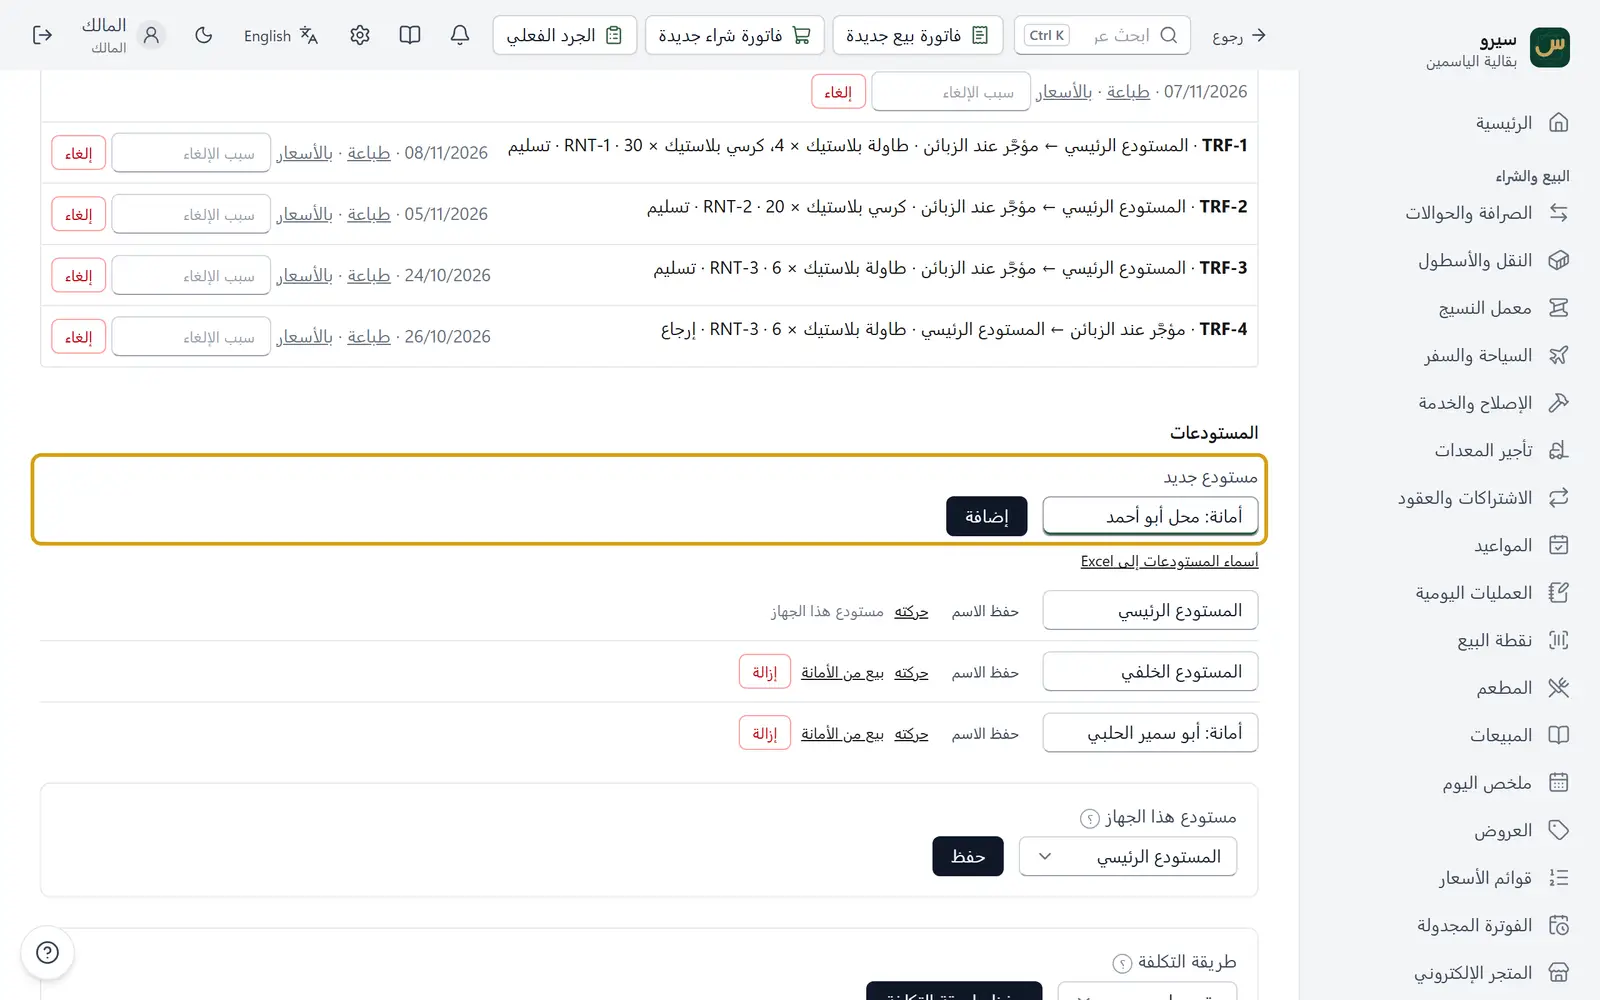 سيرو
بقالية الياسمين
رجوع
ابحث عن
Ctrl K
فاتورة بيع جديدة
فاتورة شراء جديدة
الجرد الفعلي
English
المالك
المالك
الرئيسية
البيع والشراء
الصرافة والحوالات
النقل والأسطول
معمل النسيج
السياحة والسفر
الإصلاح والخدمة
تأجير المعدات
الاشتراكات والعقود
المواعيد
العمليات اليومية
نقطة البيع
المطعم
المبيعات
ملخص اليوم
العروض
قوائم الأسعار
الفوترة المجدولة
المتجر الإلكتروني
07/11/2026 · طباعة · بالأسعار سبب الإلغاء إلغاء
TRF-1 · المستودع الرئيسي ← مؤجَّر عند الزبائن · طاولة بلاستيك × 4، كرسي بلاستيك × 30 · RNT-1 · تسليم 08/11/2026 · طباعة · بالأسعار سبب الإلغاء إلغاء
TRF-2 · المستودع الرئيسي ← مؤجَّر عند الزبائن · كرسي بلاستيك × 20 · RNT-2 · تسليم 05/11/2026 · طباعة · بالأسعار سبب الإلغاء إلغاء
TRF-3 · المستودع الرئيسي ← مؤجَّر عند الزبائن · طاولة بلاستيك × 6 · RNT-3 · تسليم 24/10/2026 · طباعة · بالأسعار سبب الإلغاء إلغاء
TRF-4 · مؤجَّر عند الزبائن ← المستودع الرئيسي · طاولة بلاستيك × 6 · RNT-3 · إرجاع 26/10/2026 · طباعة · بالأسعار سبب الإلغاء إلغاء
المستودعات
مستودع جديد
أمانة: محل أبو أحمد إضافة
أسماء المستودعات إلى Excel
المستودع الرئيسي حفظ الاسم حركته مستودع هذا الجهاز
المستودع الخلفي حفظ الاسم حركته بيع من الأمانة إزالة
أمانة: أبو سمير الحلبي حفظ الاسم حركته بيع من الأمانة إزالة
مستودع هذا الجهاز ؟
المستودع الرئيسي حفظ
طريقة التكلفة ؟